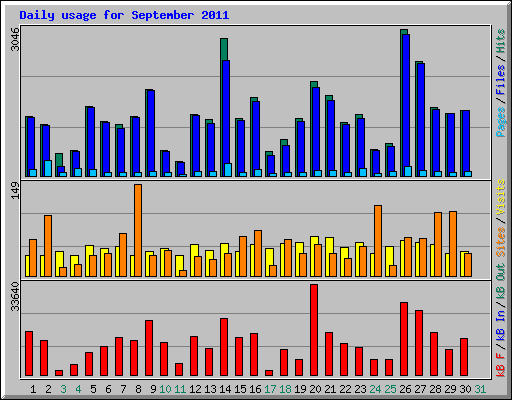 Daily usage for September 2011
3046
Pages / Files / Hits
149
Sites / Visits
33640
kB F / kB In / kB Out
1 2 3 4 5 6 7 8 9 10 11 12 13 14 15 16 17 18 19 20 21 22 23 24 25 26 27 28 29 30 31